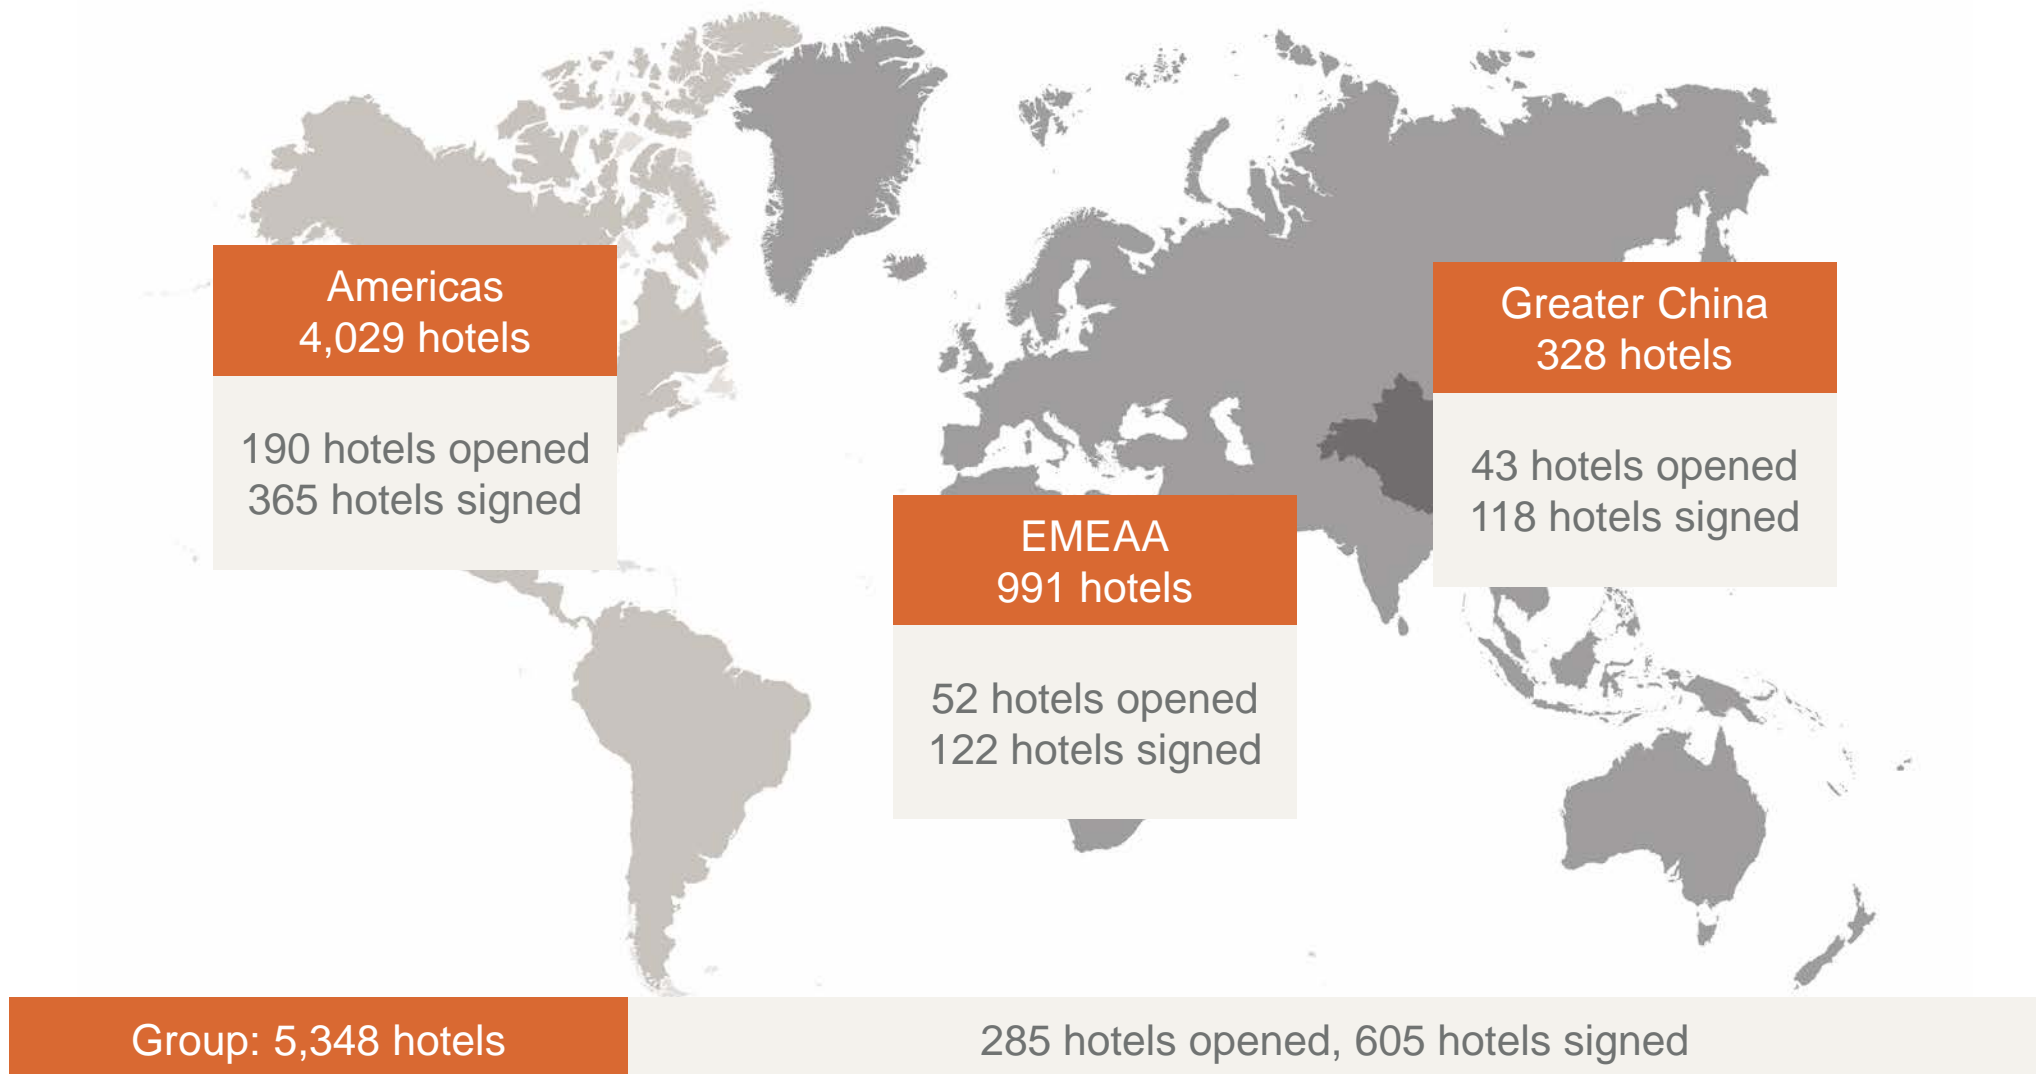 Americas
4,029 hotels
190 hotels opened
365 hotels signed
EMEAA
991 hotels
52 hotels opened
122 hotels signed
Greater China
328 hotels
43 hotels opened
118 hotels signed
Group: 5,348 hotels
285 hotels opened, 605 hotels signed